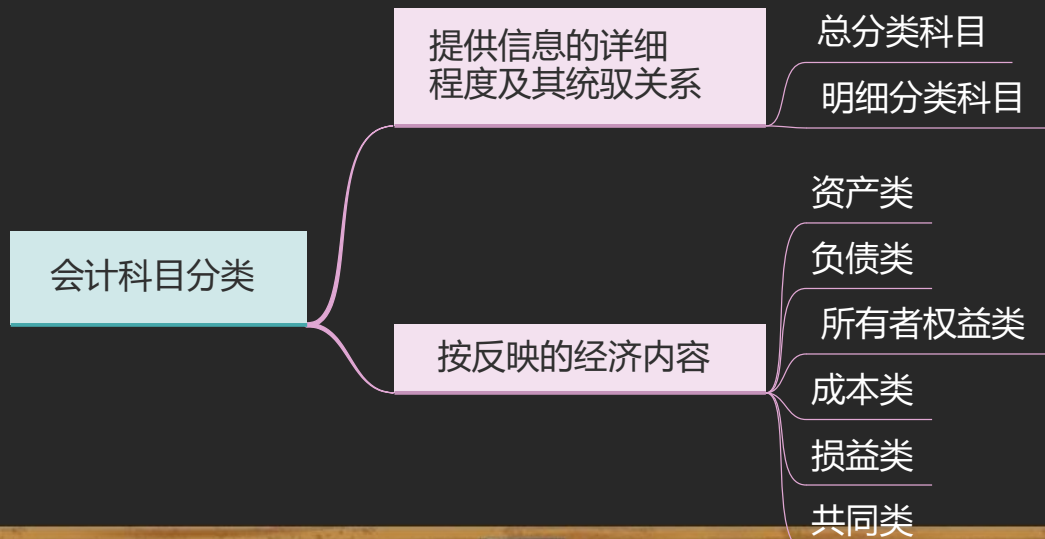 会计科目分类
提供信息的详细
程度及其统驭关系
总分类科目
明细分类科目
按反映的经济内容
资产类
负债类
所有者权益类
成本类
损益类
共同类